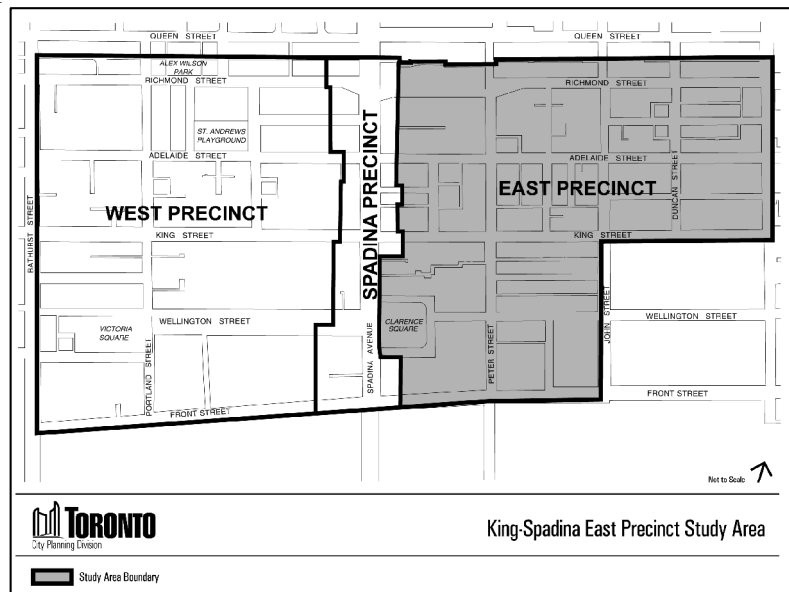 QUEEN STREET
QUEEN STREET
ALEX WILSON
PARK
RICHMOND STREET
RICHMOND STREET
ST. ANDREWS
PLAYGROUND
ADELAIDE STREET
ADELAIDE STREET
WEST PRECINCT
SPADINA PRECINCT
EAST PRECINCT
DUNCAN STREET
BATHURST STREET
KING STREET
KING STREET
VICTORIA
SQUARE
WELLINGTON STREET
CLARENCE
SQUARE
WELLINGTON STREET
PORTLAND STREET
SPADINA AVENUE
PETER STREET
JOHN STREET
FRONT STREET
FRONT STREET
Not to Scale
TORONTO
City Planning Division
King-Spadina East Precinct Study Area
Study Area Boundary